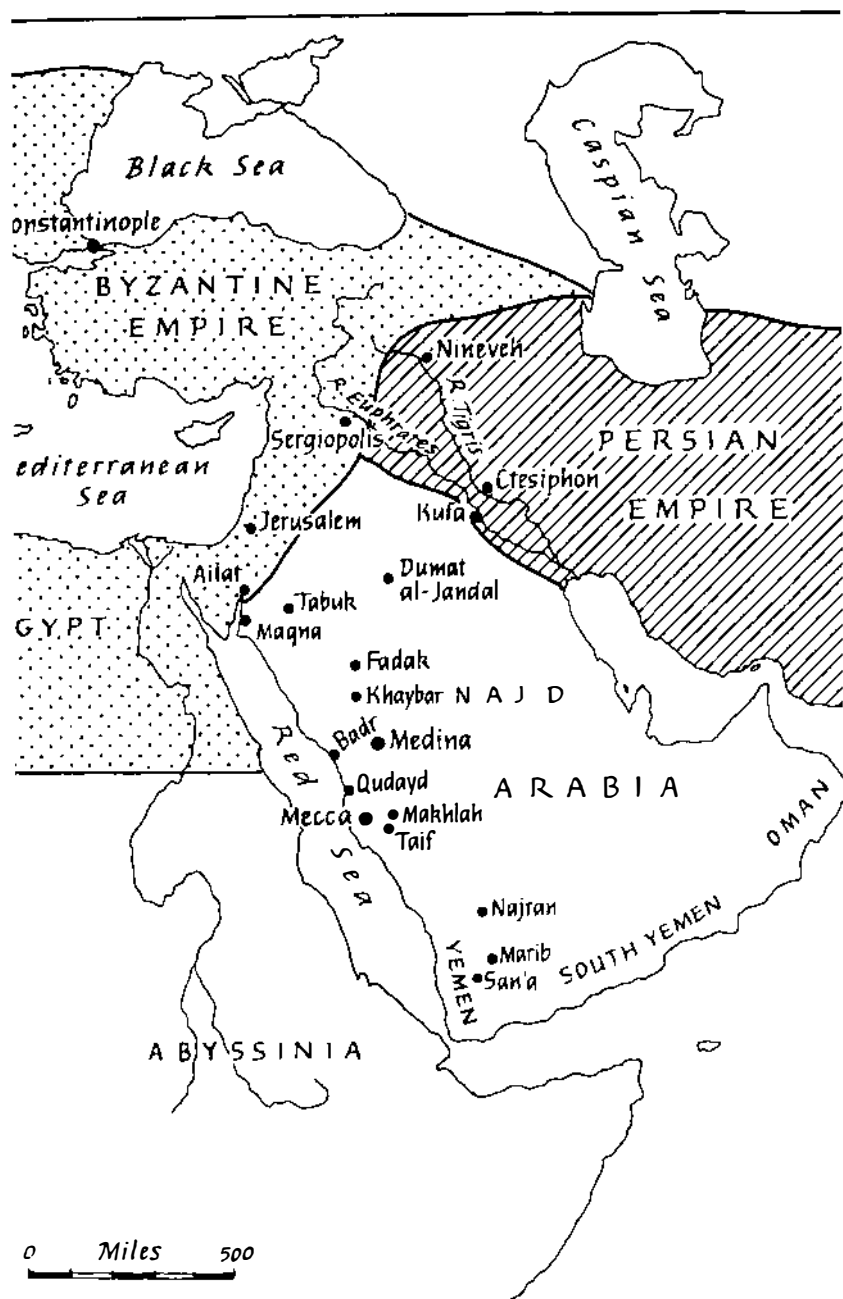 Black Sea
Caspian Sea
onstantinople
BYZANTINE
EMPIRE
Nineveh
R. Euphrates
R. Tigris
Sergiopolis
PERSIAN
EMPIRE
editerranean
Sea
Ctesiphon
Kufa
Jerusalem
Ailat
Dumat
al-Jandal
Tabuk
Maqna
GYPT
Fadak
Khaybar
NAJD
Badr
Medina
Red Sea
Qudayd
ARABIA
Mecca
Makhlah
Taif
OMAN
Najran
Marib
San'a
YEMEN
SOUTH YEMEN
ABYSSINIA
0 Miles 500